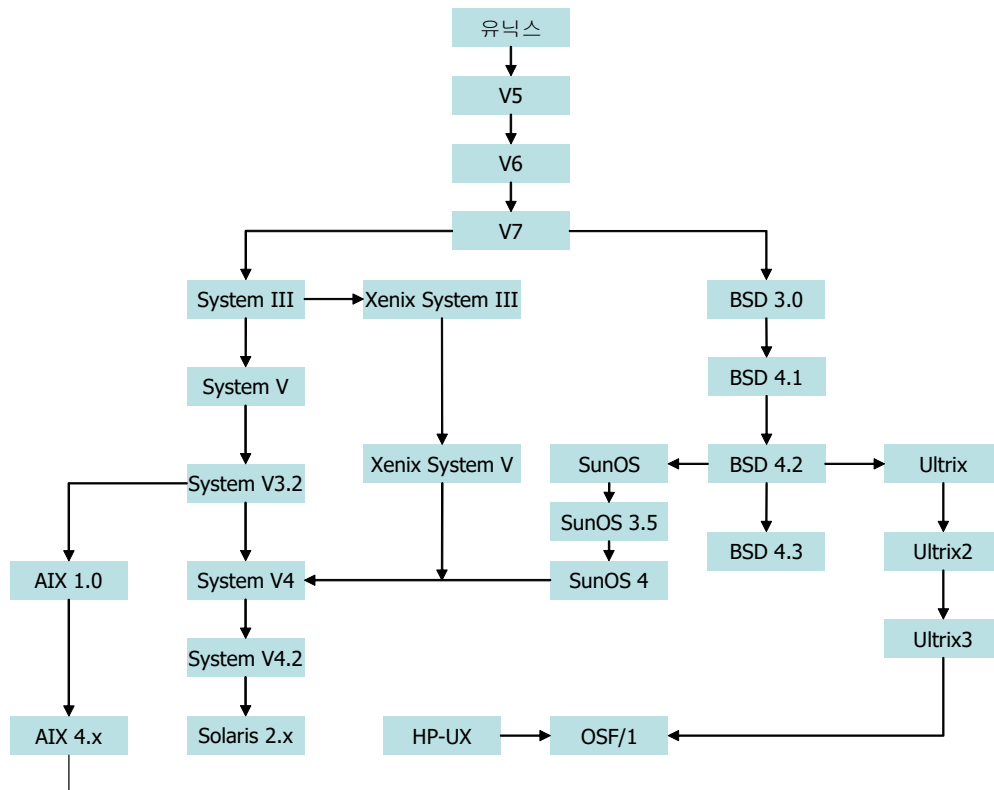 유닉스
V5
V6
V7
System III
Xenix System III
BSD 3.0
System V
BSD 4.1
System V3.2
Xenix System V
SunOS
BSD 4.2
Ultrix
SunOS 3.5
AIX 1.0
System V4
SunOS 4
BSD 4.3
Ultrix2
System V4.2
Ultrix3
AIX 4.x
Solaris 2.x
HP-UX
OSF/1